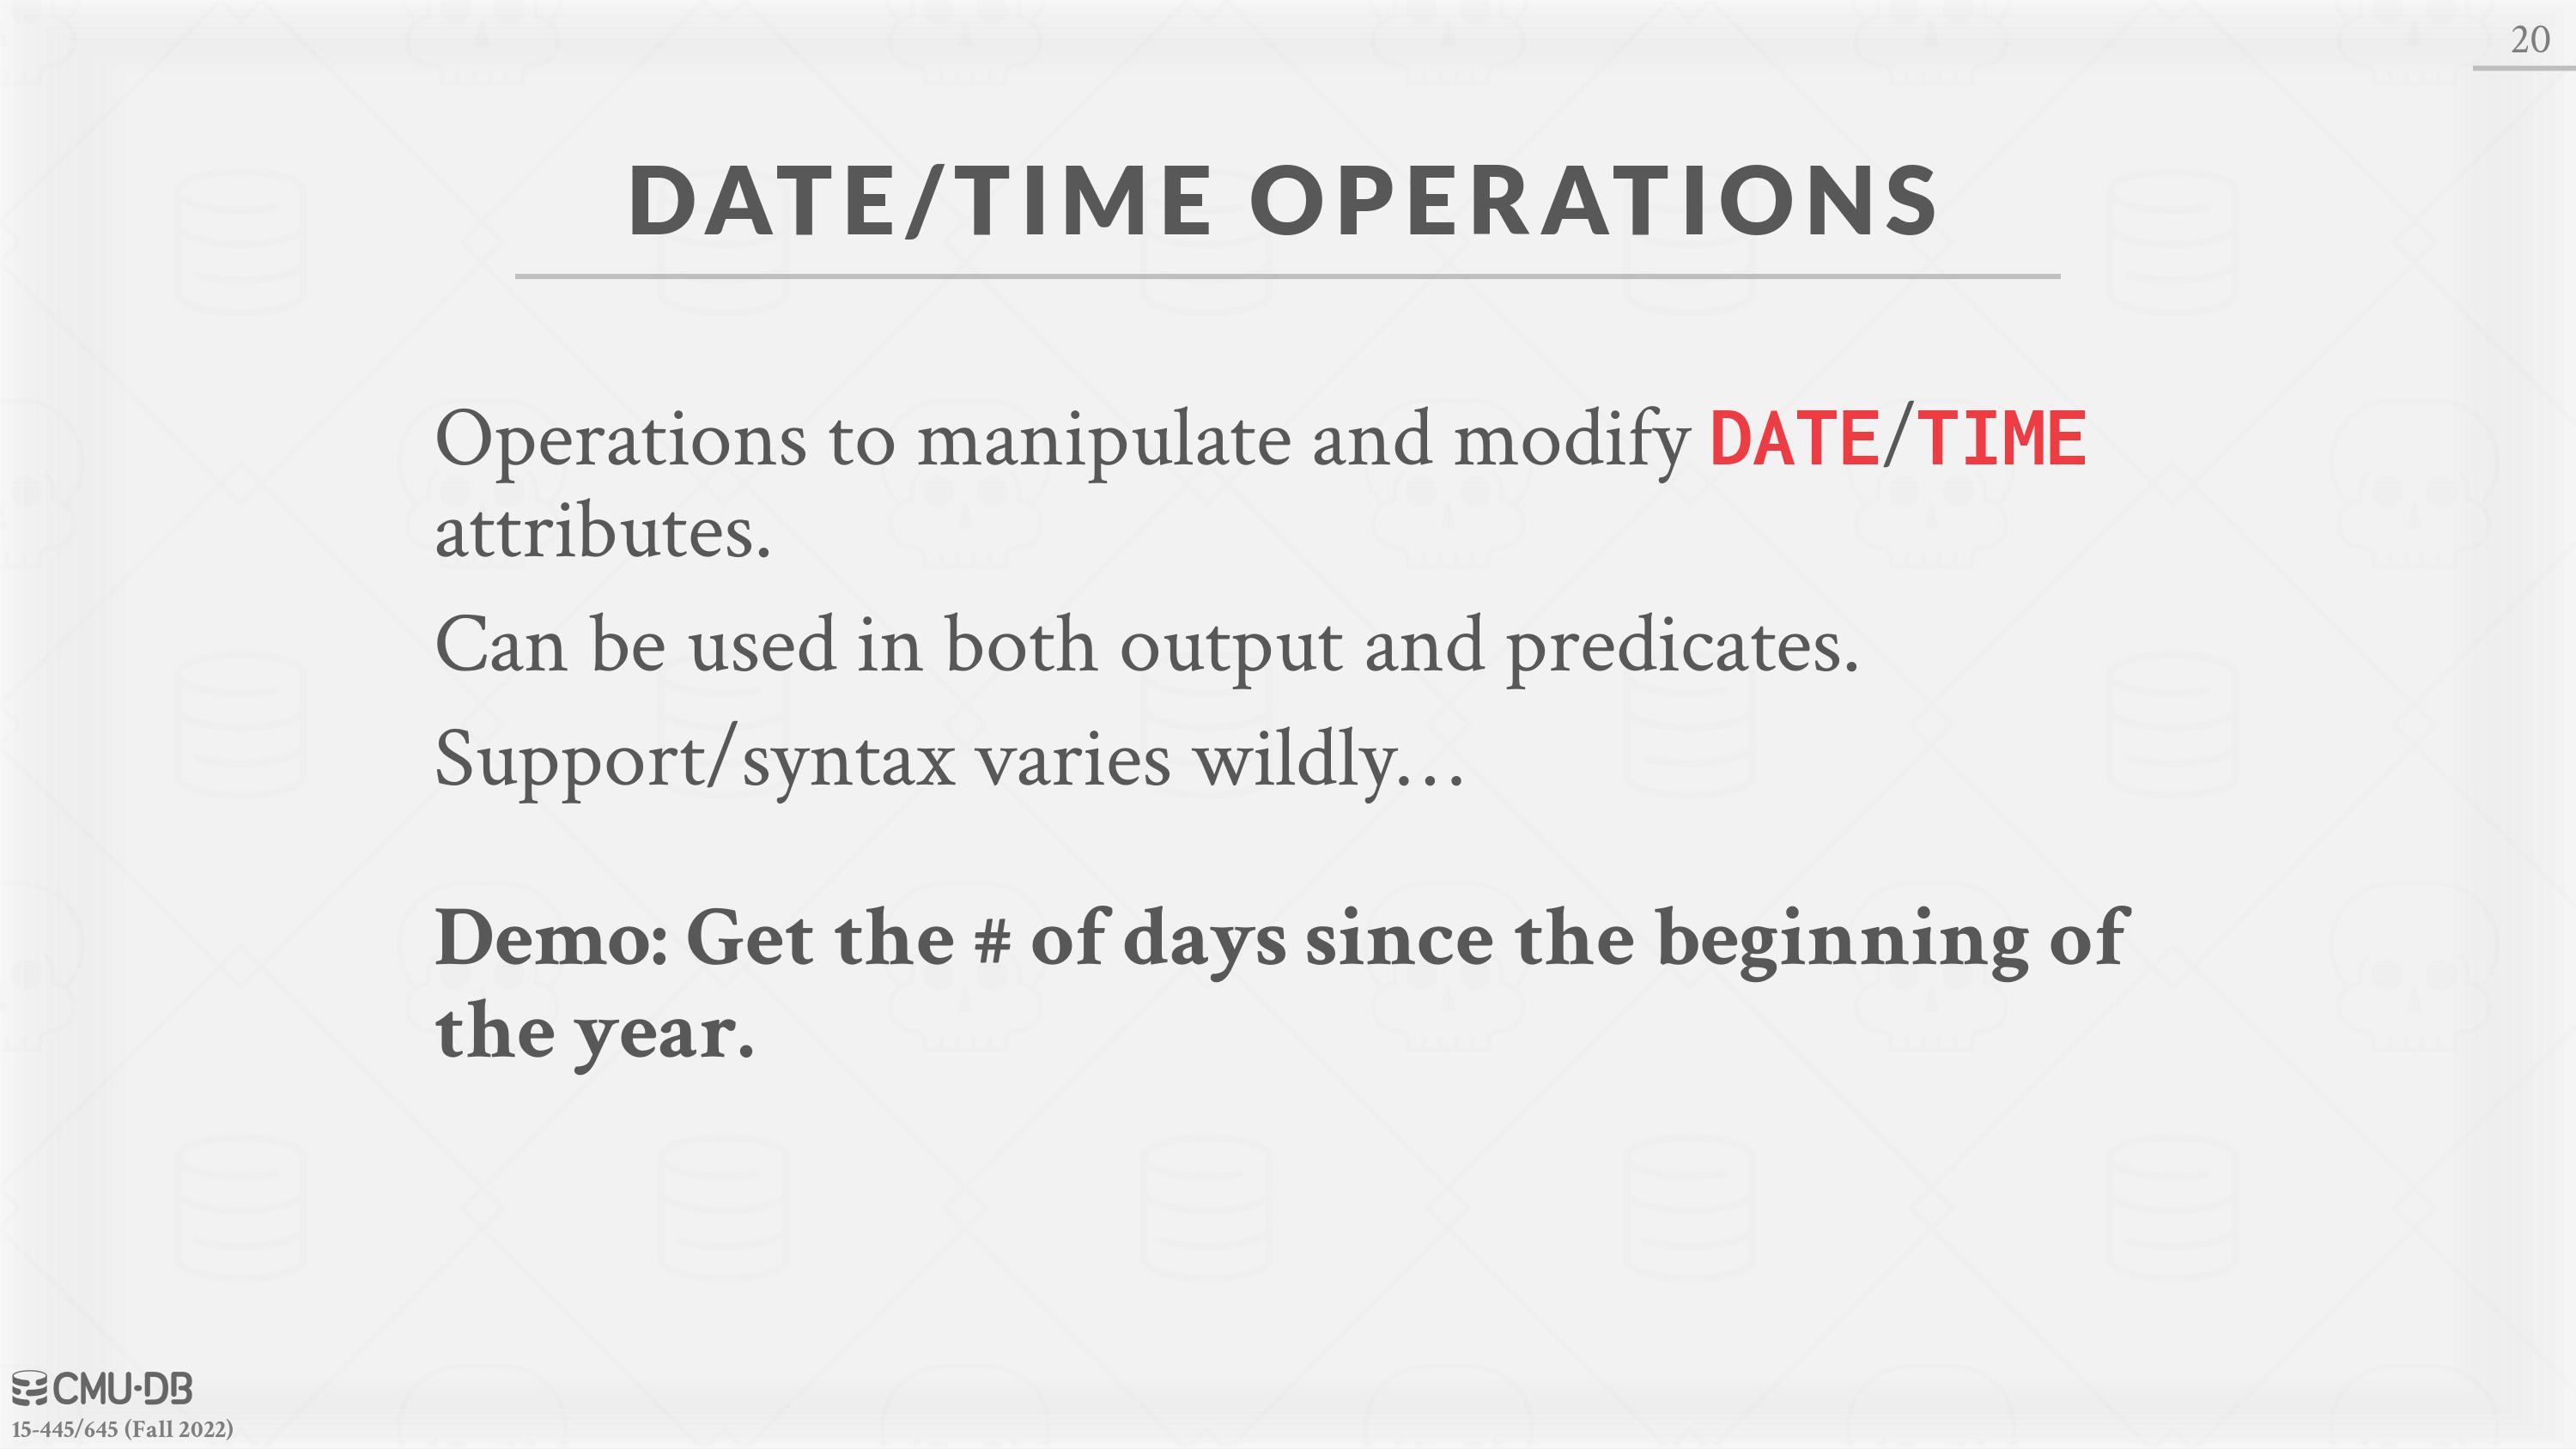 20
DATE/TIME OPERATIONS
Operations to manipulate and modify DATE/TIME
attributes.
Can be used in both output and predicates.
Support/syntax varies wildly…
Demo: Get the # of days since the beginning of
the year.
CMU·DB
15-445/645 (Fall 2022)